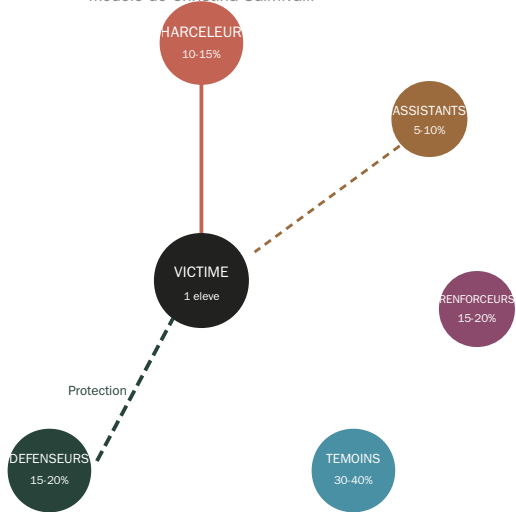 HARCELEUR
10-15%
ASSISTANTS
5-10%
VICTIME
1 eleve
RENFORCEURS
15-20%
Protection
DEFENSEURS
15-20%
TEMOINS
30-40%